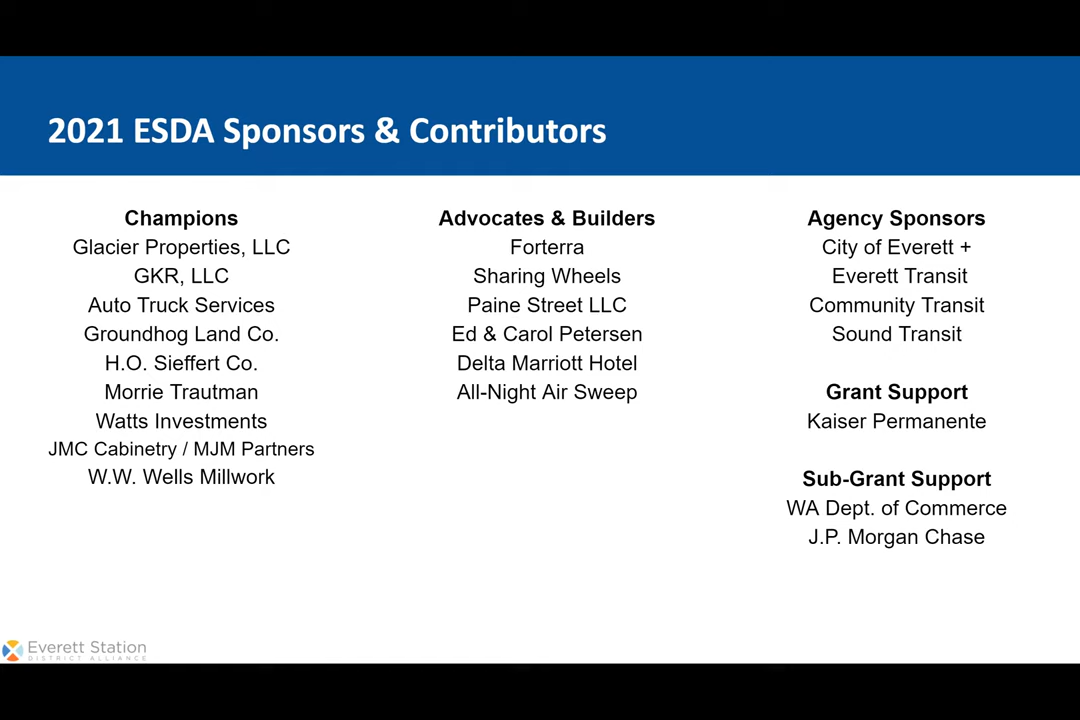 2021 ESDA Sponsors & Contributors
Champions
Glacier Properties, LLC
GKR, LLC
Auto Truck Services
Groundhog Land Co.
H.O. Sieffert Co.
Morrie Trautman
Watts Investments
JMC Cabinetry / MJM Partners
W.W. Wells Millwork
Advocates & Builders
Forterra
Sharing Wheels
Paine Street LLC
Ed & Carol Petersen
Delta Marriott Hotel
All-Night Air Sweep
Agency Sponsors
City of Everett +
Everett Transit
Community Transit
Sound Transit
Grant Support
Kaiser Permanente
Sub-Grant Support
WA Dept. of Commerce
J.P. Morgan Chase
Everett Station
DISTRICT ALLIANCE